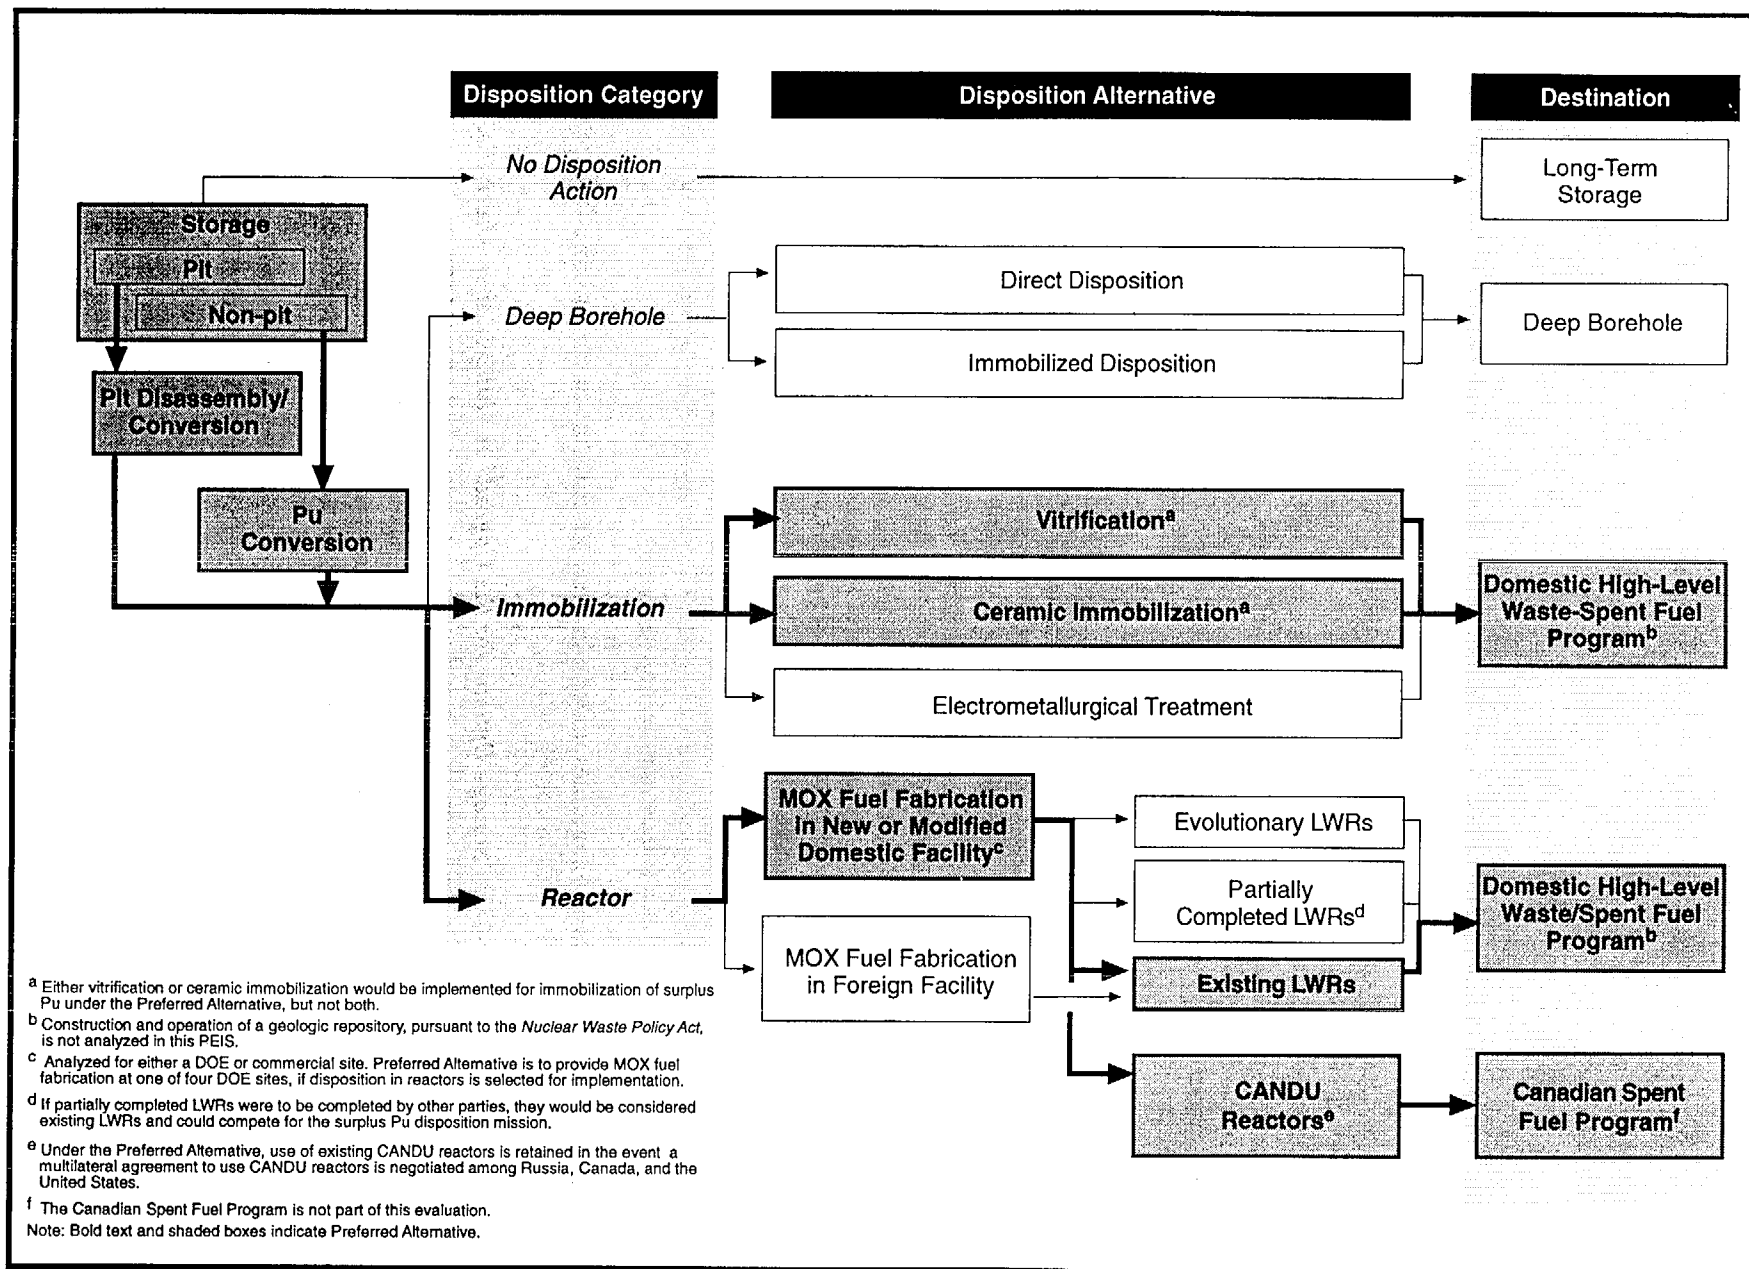 Disposition Category
Disposition Alternative
Destination
No Disposition
Action
Long-Term
Storage
Storage
Pit
Non-pit
Direct Disposition
Deep Borehole
Deep Borehole
Immobilized Disposition
Pit Disassembly/
Conversion
Pu
Conversion
Vitrification^a
Immobilization
Ceramic Immobilization^a
Domestic High-Level
Waste-Spent Fuel
Program^b
Electrometallurgical Treatment
MOX Fuel Fabrication
in New or Modified
Domestic Facility^c
Evolutionary LWRs
Reactor
Partially
Completed LWRs^d
Domestic High-Level
Waste/Spent Fuel
Program^b
MOX Fuel Fabrication
in Foreign Facility
Existing LWRs
CANDU
Reactors^e
Canadian Spent
Fuel Program^f
^a Either vitrification or ceramic immobilization would be implemented for immobilization of surplus
Pu under the Preferred Alternative, but not both.
^b Construction and operation of a geologic repository, pursuant to the Nuclear Waste Policy Act,
is not analyzed in this PEIS.
^c Analyzed for either a DOE or commercial site. Preferred Alternative is to provide MOX fuel
fabrication at one of four DOE sites, if disposition in reactors is selected for implementation.
^d If partially completed LWRs were to be completed by other parties, they would be considered
existing LWRs and could compete for the surplus Pu disposition mission.
^e Under the Preferred Alternative, use of existing CANDU reactors is retained in the event a
multilateral agreement to use CANDU reactors is negotiated among Russia, Canada, and the
United States.
^f The Canadian Spent Fuel Program is not part of this evaluation.
Note: Bold text and shaded boxes indicate Preferred Alternative.